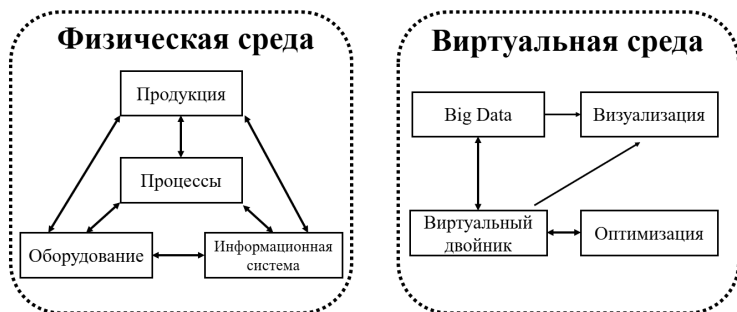 Физическая среда
Продукция
Процессы
Оборудование
Информационная
система
Виртуальная среда
Big Data
Визуализация
Виртуальный
двойник
Оптимизация